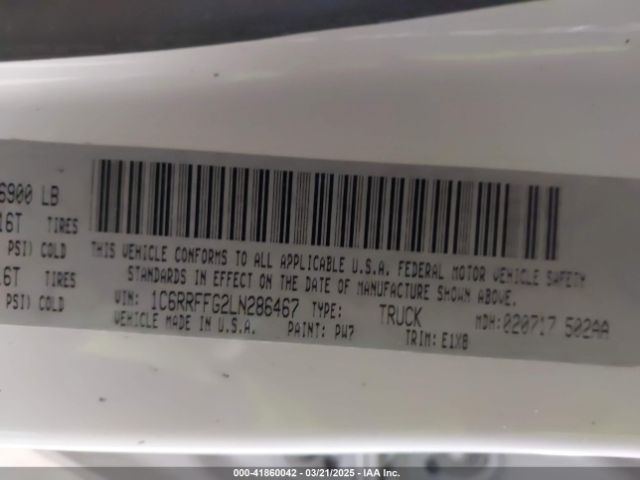 6900 LB
16T TIRES
PSI) COLD
16T TIRES
PSI) COLD
THIS VEHICLE CONFORMS TO ALL APPLICABLE U.S.A. FEDERAL MOTOR VEHICLE SAFETY
STANDARDS IN EFFECT ON THE DATE OF MANUFACTURE SHOWN ABOVE.
VIN: 1C6RRFFG2LN286467 TYPE: TRUCK MDH: 020717 502AA
VEHICLE MADE IN U.S.A. PAINT: PW7 TRIM: E1X8
000-41860042 - 03/21/2025 - IAA Inc.